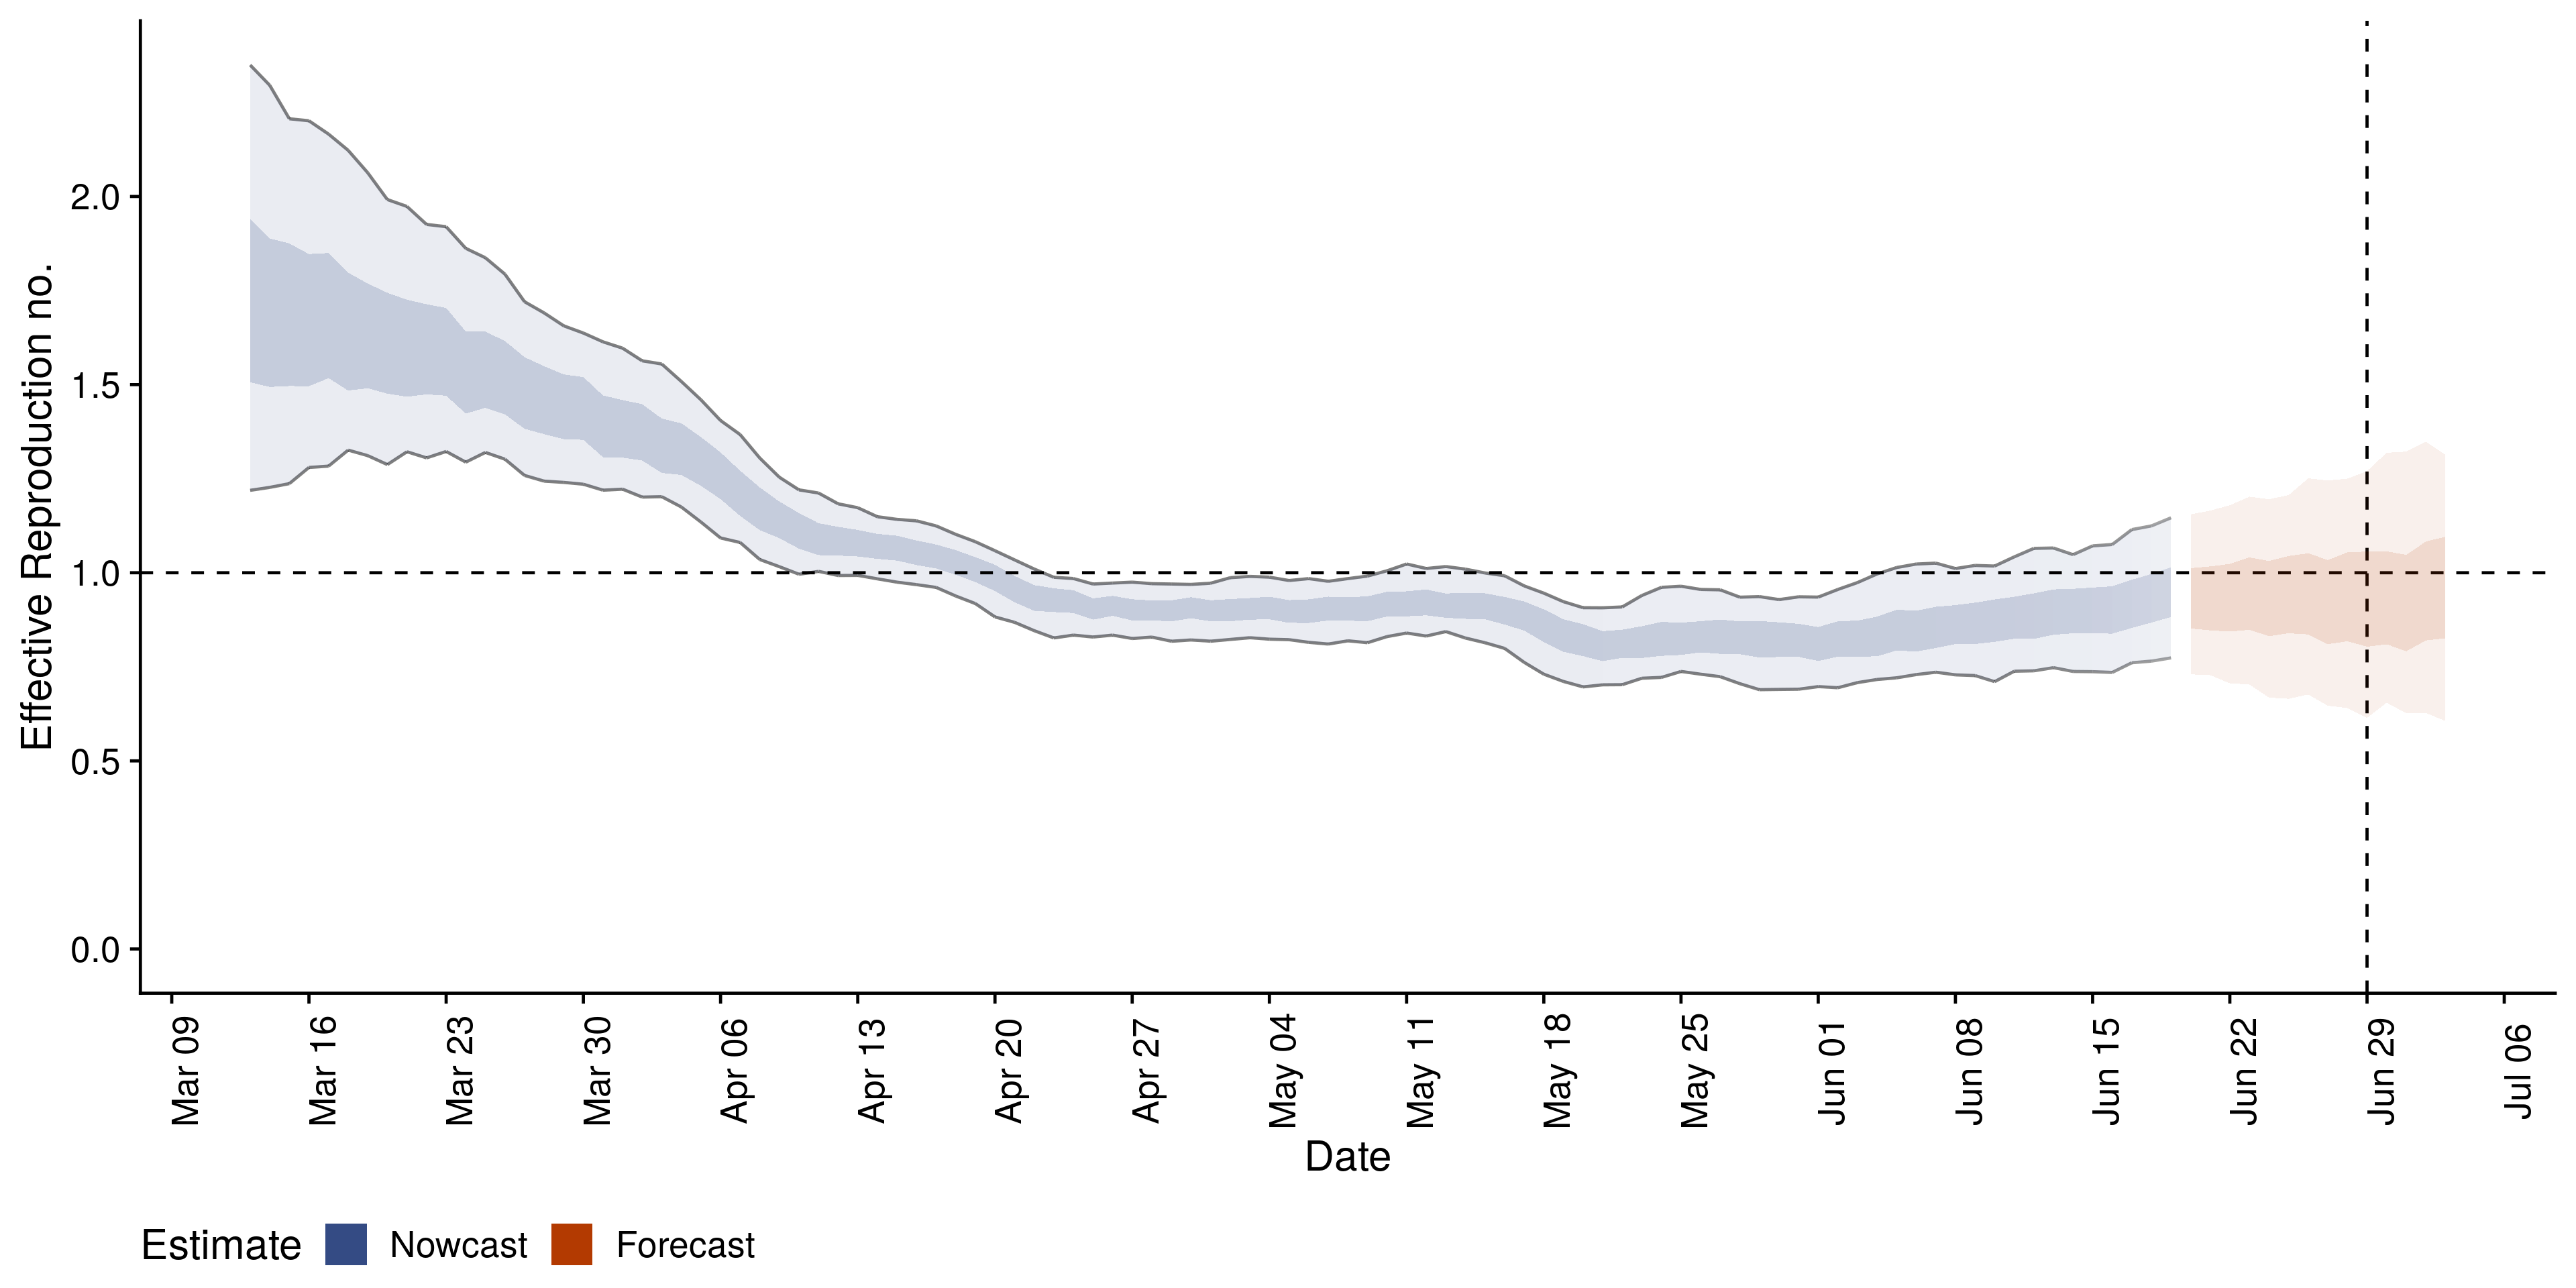 Effective Reproduction no.
2.0
1.5
1.0
0.5
0.0
Mar 09
Mar 16
Mar 23
Mar 30
Apr 06
Apr 13
Apr 20
Apr 27
May 04
May 11
May 18
May 25
Jun 01
Jun 08
Jun 15
Jun 22
Jun 29
Jul 06
Date
Estimate Nowcast Forecast